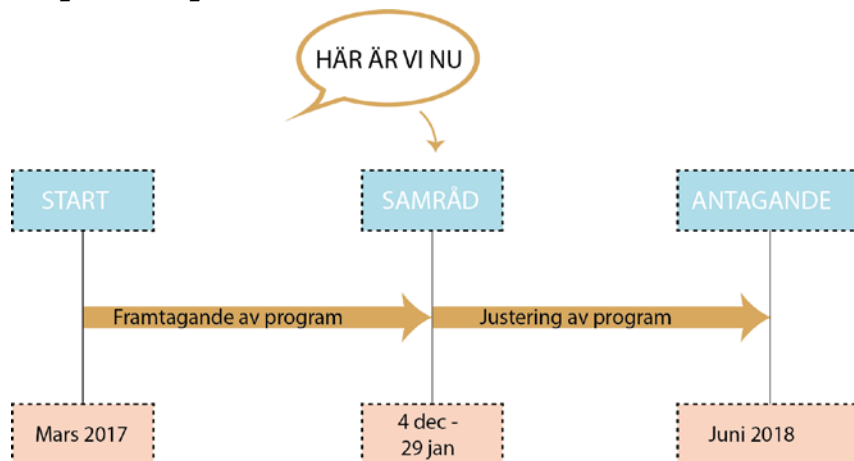 HÄR ÄR VI NU
START
SAMRÅD
ANTAGANDE
Framtagande av program
Justering av program
Mars 2017
4 dec -
29 jan
Juni 2018